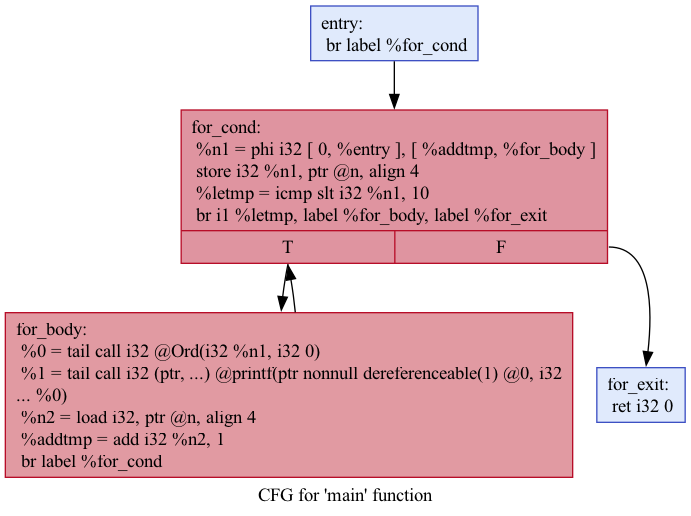 entry:
br label %for_cond
for_cond:
%n1 = phi i32 [ 0, %entry ], [ %addtmp, %for_body ]
store i32 %n1, ptr @n, align 4
%letmp = icmp slt i32 %n1, 10
br i1 %letmp, label %for_body, label %for_exit
T
F
for_body:
%0 = tail call i32 @Ord(i32 %n1, i32 0)
%1 = tail call i32 (ptr, ...) @printf(ptr nonnull dereferenceable(1) @0, i32
... %0)
%n2 = load i32, ptr @n, align 4
%addtmp = add i32 %n2, 1
br label %for_cond
for_exit:
ret i32 0
CFG for 'main' function